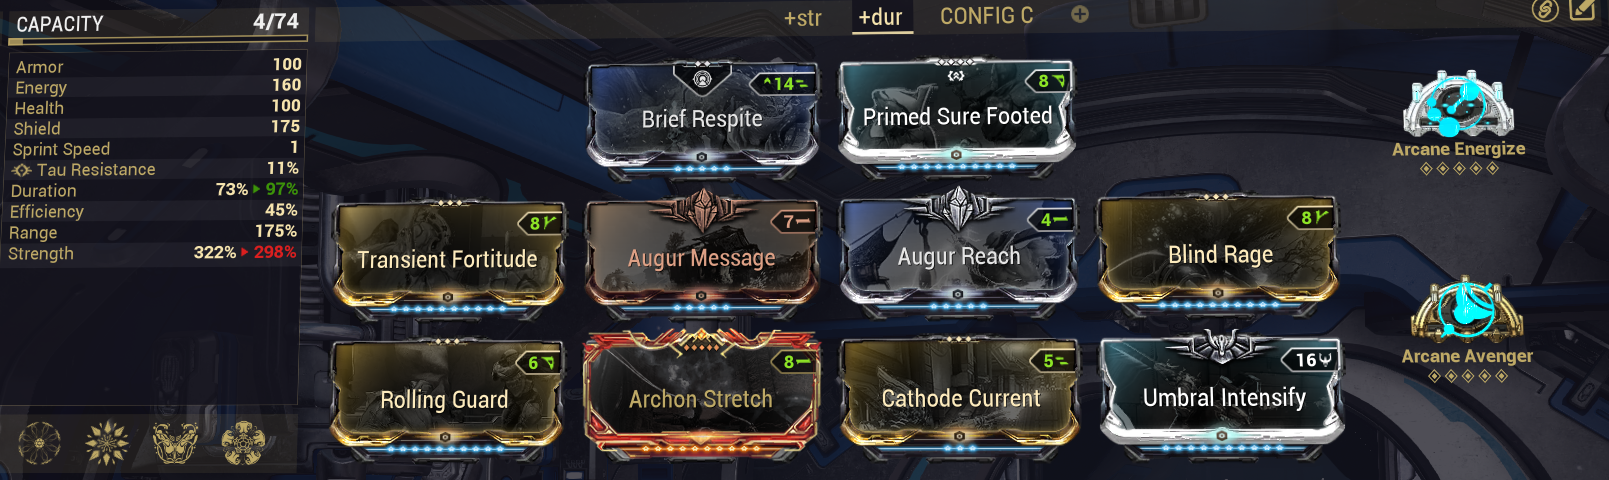 CAPACITY 4/74
+str +dur CONFIG C
Armor 100
Energy 160
Health 100
Shield 175
Sprint Speed 1
Tau Resistance 11%
Duration 73% 97%
Efficiency 45%
Range 175%
Strength 322% 298%
14
Brief Respite
8
Primed Sure Footed
Arcane Energize
8
Transient Fortitude
7
Augur Message
4
Augur Reach
8
Blind Rage
Arcane Avenger
6
Rolling Guard
8
Archon Stretch
5
Cathode Current
16
Umbral Intensify